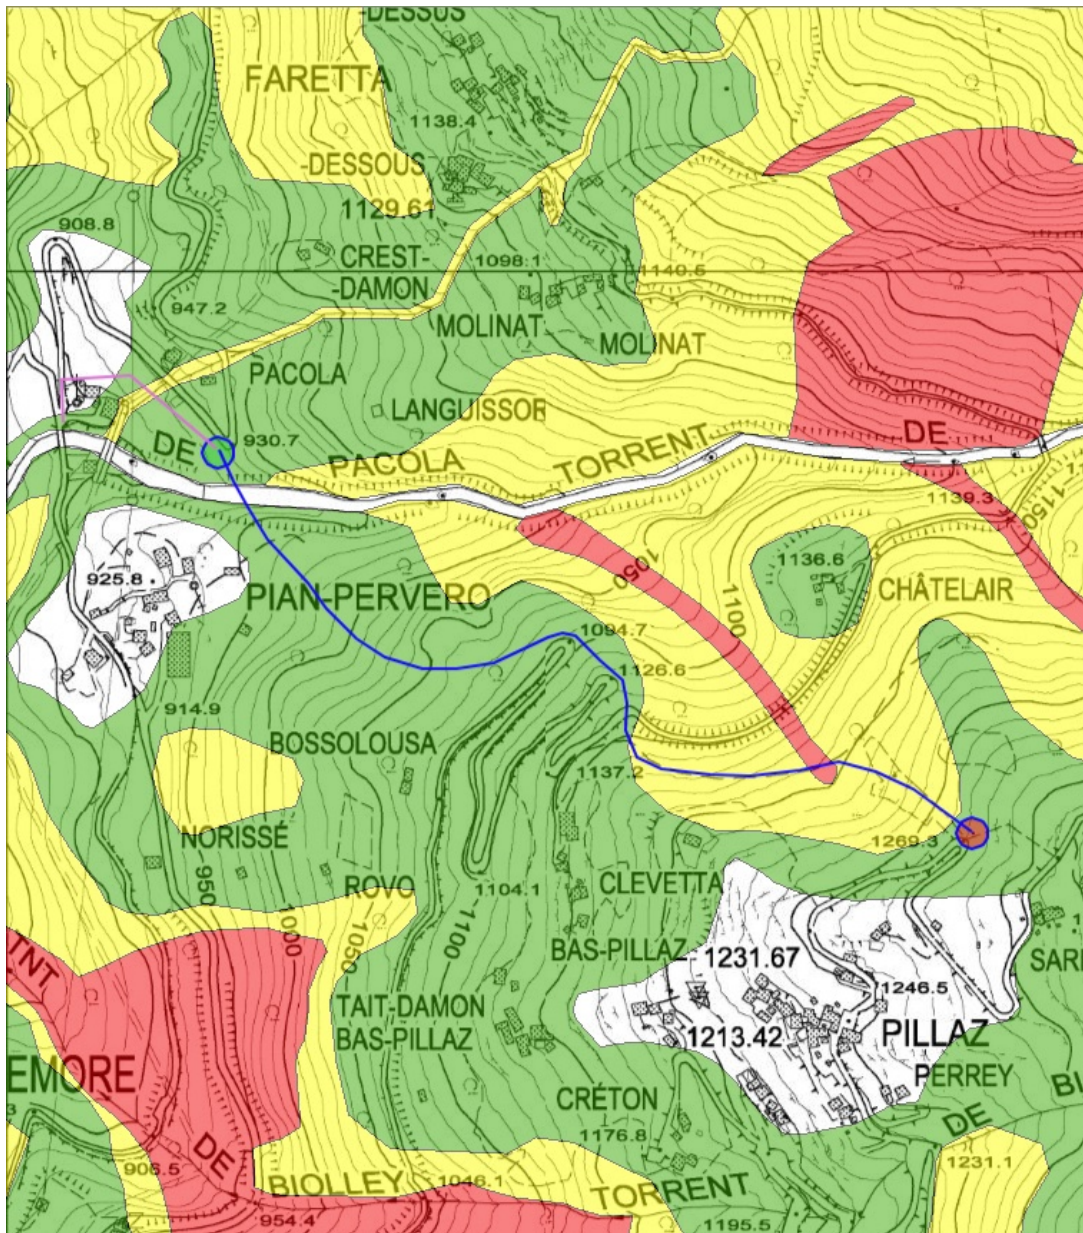 -DESSUS
FARETTA
1138.4
-DESSOUS
1129.61
908.8
CREST-
-DAMON
1098.1
1140.5
947.2
MOLINAT
MOLINAT
PACOLA
LANGUISSOR
DE
930.7
PACOLA
TORRENT
DE
1139.3
1150
1050
1136.6
925.8
1100
CHÂTELAIR
PIAN-PERVERO
1094.7
1126.6
914.9
BOSSOLOUSA
1137.2
NORISSÉ
1269.3
950
ROVO
1104.1
CLEVETTA
1000
1050
1100
BAS-PILLAZ
1231.67
SARI
TNT
1246.5
TAIT-DAMON
BAS-PILLAZ
1213.42
PILLAZ
EMORE
PERREY
BI
CRÉTON
1176.8
DE
DE
906.5
BIOLLEY
1046.1
TORRENT
1231.1
954.4
1195.5